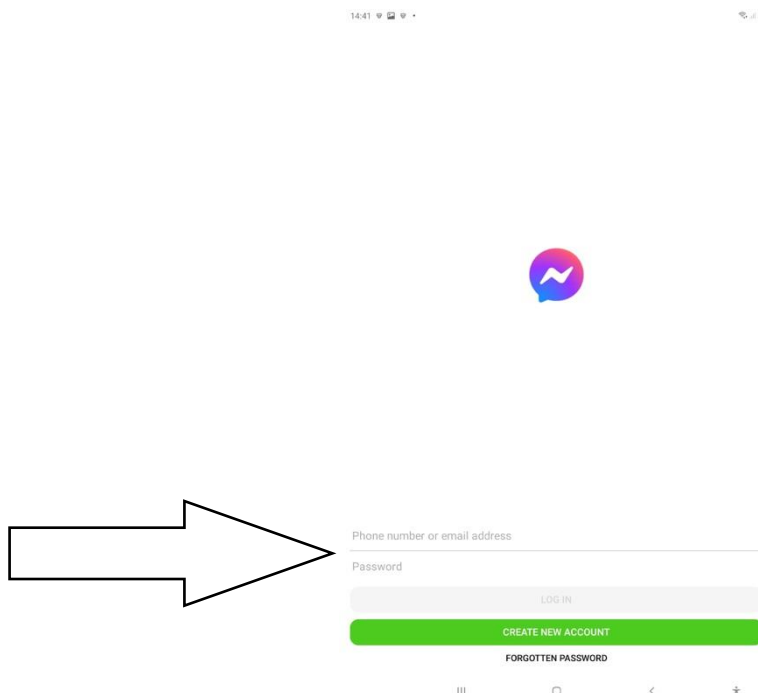 14:41
Phone number or email address
Password
LOG IN
CREATE NEW ACCOUNT
FORGOTTEN PASSWORD